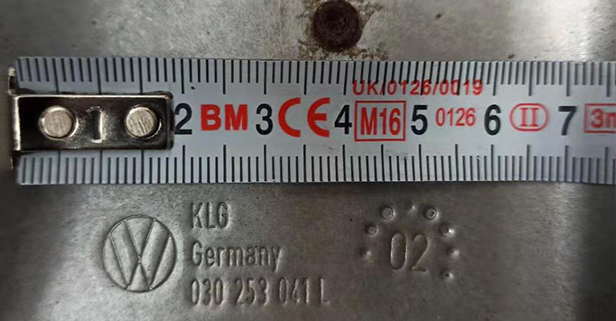 UK/0126/0019
1 2 BM 3 CE 4 M16 5 0126 6 II 7 3m
KLG
Germany
030 253 041 L
02